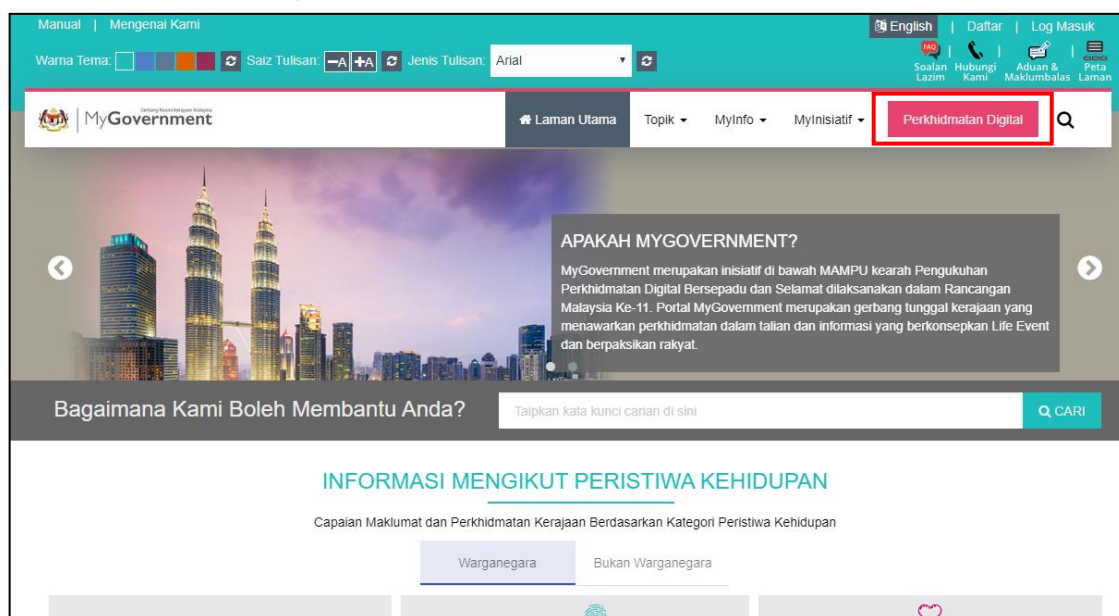 Manual | Mengenai Kami
English | Daftar | Log Masuk
Warna Tema: Saiz Tulisan: -A +A Jenis Tulisan: Arial
FAQ
Soalan Lazim | Hubungi Kami | Aduan & Maklumbalas | Peta Laman
MyGovernment
Laman Utama Topik MyInfo MyInisiatif Perkhidmatan Digital
APAKAH MYGOVERNMENT?
MyGovernment merupakan inisiatif di bawah MAMPU kearah Pengukuhan
Perkhidmatan Digital Bersepadu dan Selamat dilaksanakan dalam Rancangan
Malaysia Ke-11. Portal MyGovernment merupakan gerbang tunggal kerajaan yang
menawarkan perkhidmatan dalam talian dan informasi yang berkonsepkan Life Event
dan berpaksikan rakyat.
Bagaimana Kami Boleh Membantu Anda? Taipkan kata kunci carian di sini CARI
INFORMASI MENGIKUT PERISTIWA KEHIDUPAN
Capaian Maklumat dan Perkhidmatan Kerajaan Berdasarkan Kategori Peristiwa Kehidupan
Warganegara Bukan Warganegara